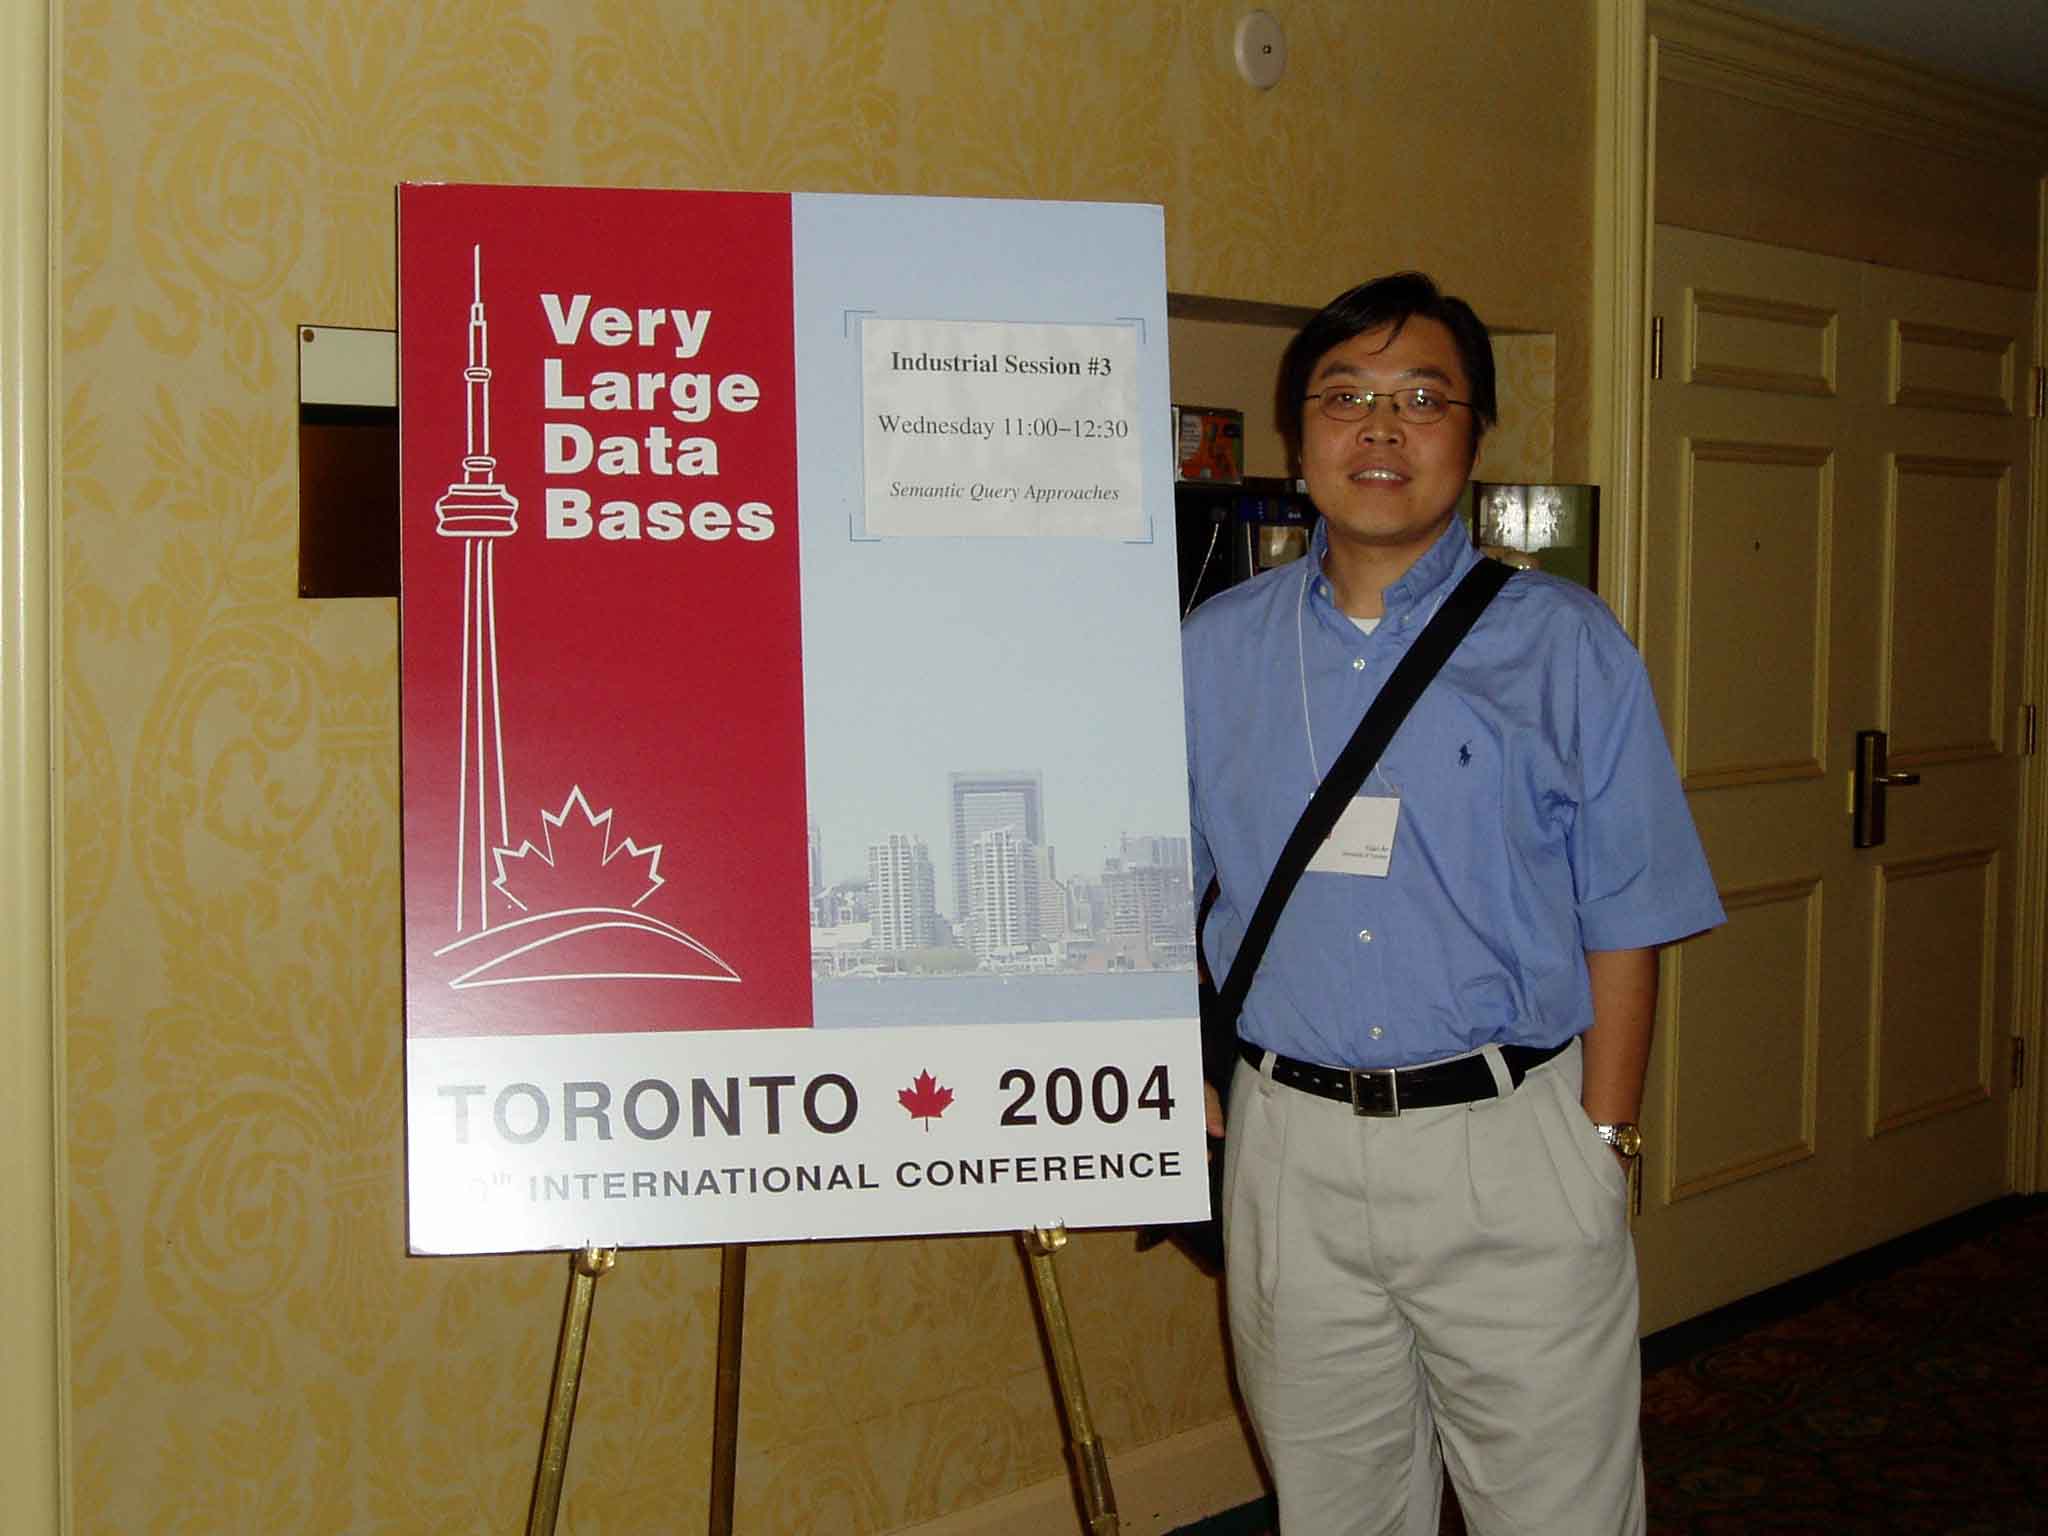 Very
Large
Data
Bases
Industrial Session #3
Wednesday 11:00–12:30
Semantic Query Approaches
TORONTO 2004
INTERNATIONAL CONFERENCE